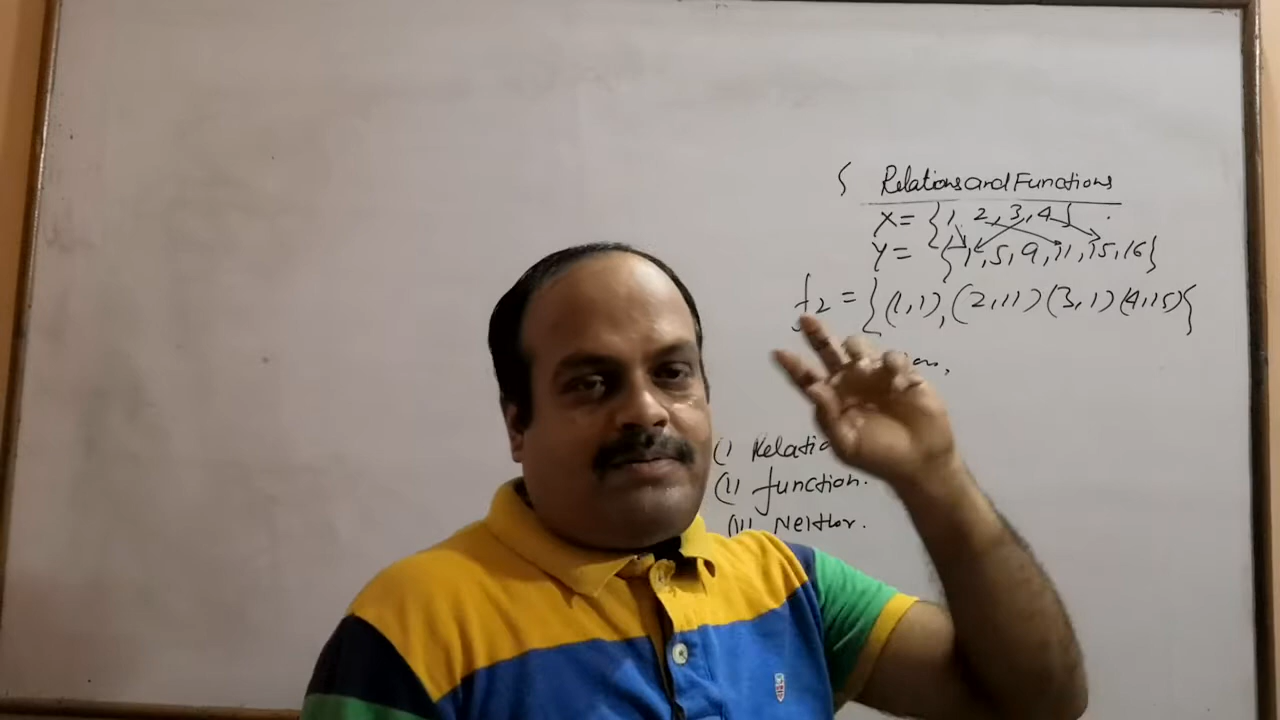 Relations and Functions
X = {1, 2, 3, 4}
Y = {1, 5, 9, 11, 15, 16}
f2 = {(1,1), (2,11) (3,1) (4,15)}
(i) Relation
(ii) function.
(iii) Neither.